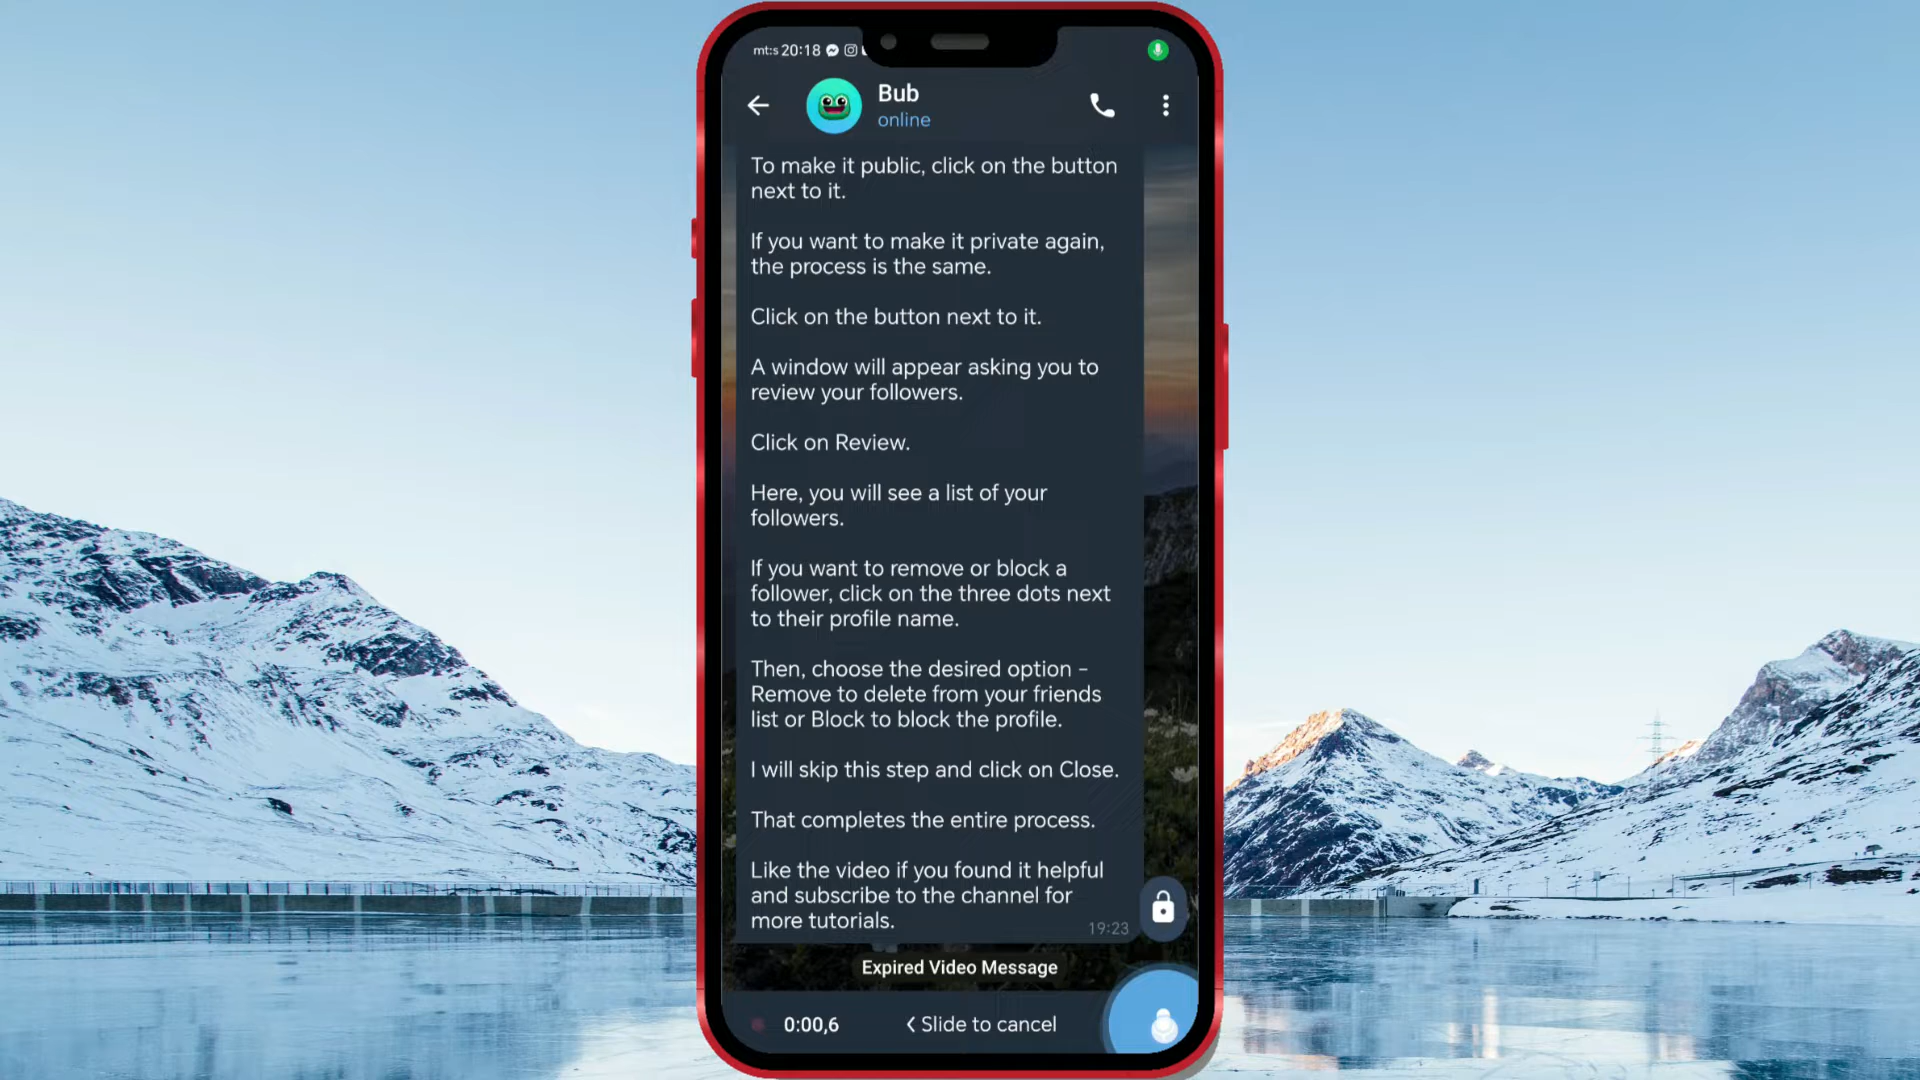 mt:s 20:18
Bub
online
To make it public, click on the button
next to it.
If you want to make it private again,
the process is the same.
Click on the button next to it.
A window will appear asking you to
review your followers.
Click on Review.
Here, you will see a list of your
followers.
If you want to remove or block a
follower, click on the three dots next
to their profile name.
Then, choose the desired option –
Remove to delete from your friends
list or Block to block the profile.
I will skip this step and click on Close.
That completes the entire process.
Like the video if you found it helpful
and subscribe to the channel for
more tutorials.
19:23
Expired Video Message
0:00,6
Slide to cancel